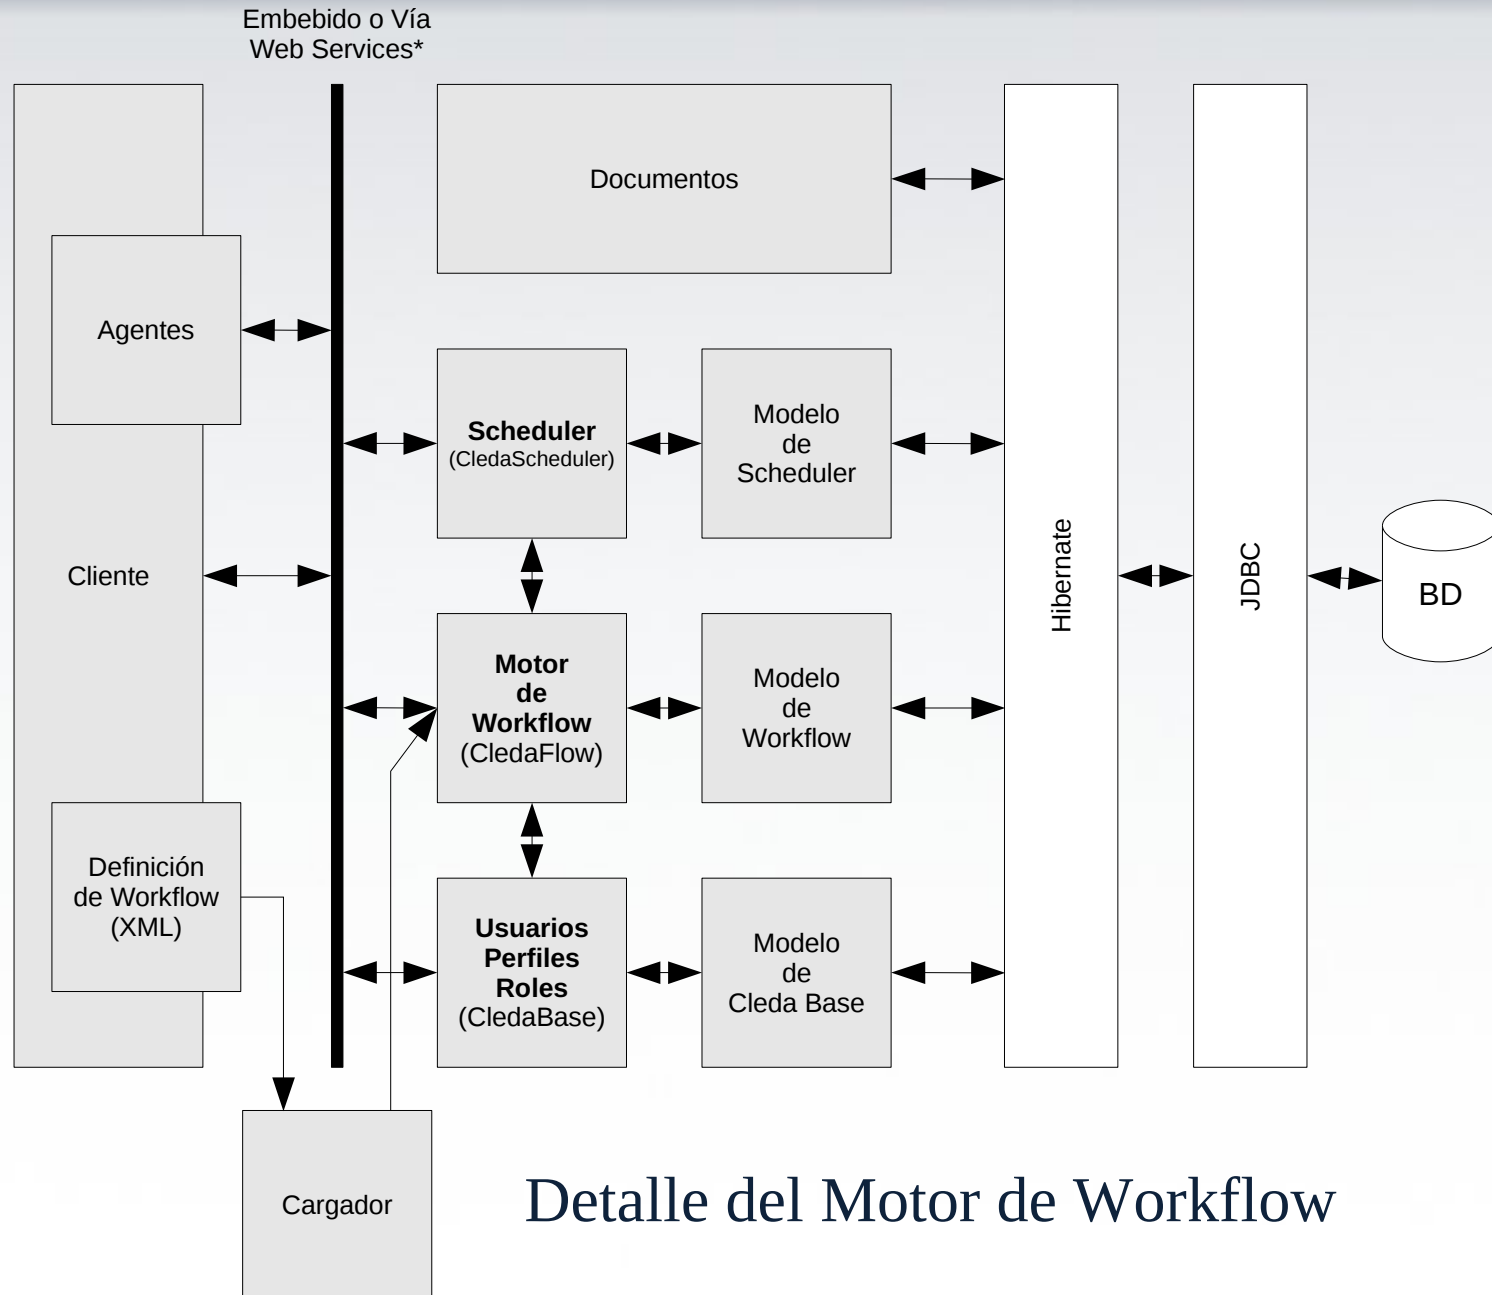 Embebido o Vía
Web Services*
Documentos
Agentes
Scheduler
(CledaScheduler)
Modelo
de
Scheduler
Cliente
Hibernate
JDBC
BD
Motor
de
Workflow
(CledaFlow)
Modelo
de
Workflow
Definición
de Workflow
(XML)
Usuarios
Perfiles
Roles
(CledaBase)
Modelo
de
Cleda Base
Cargador
Detalle del Motor de Workflow